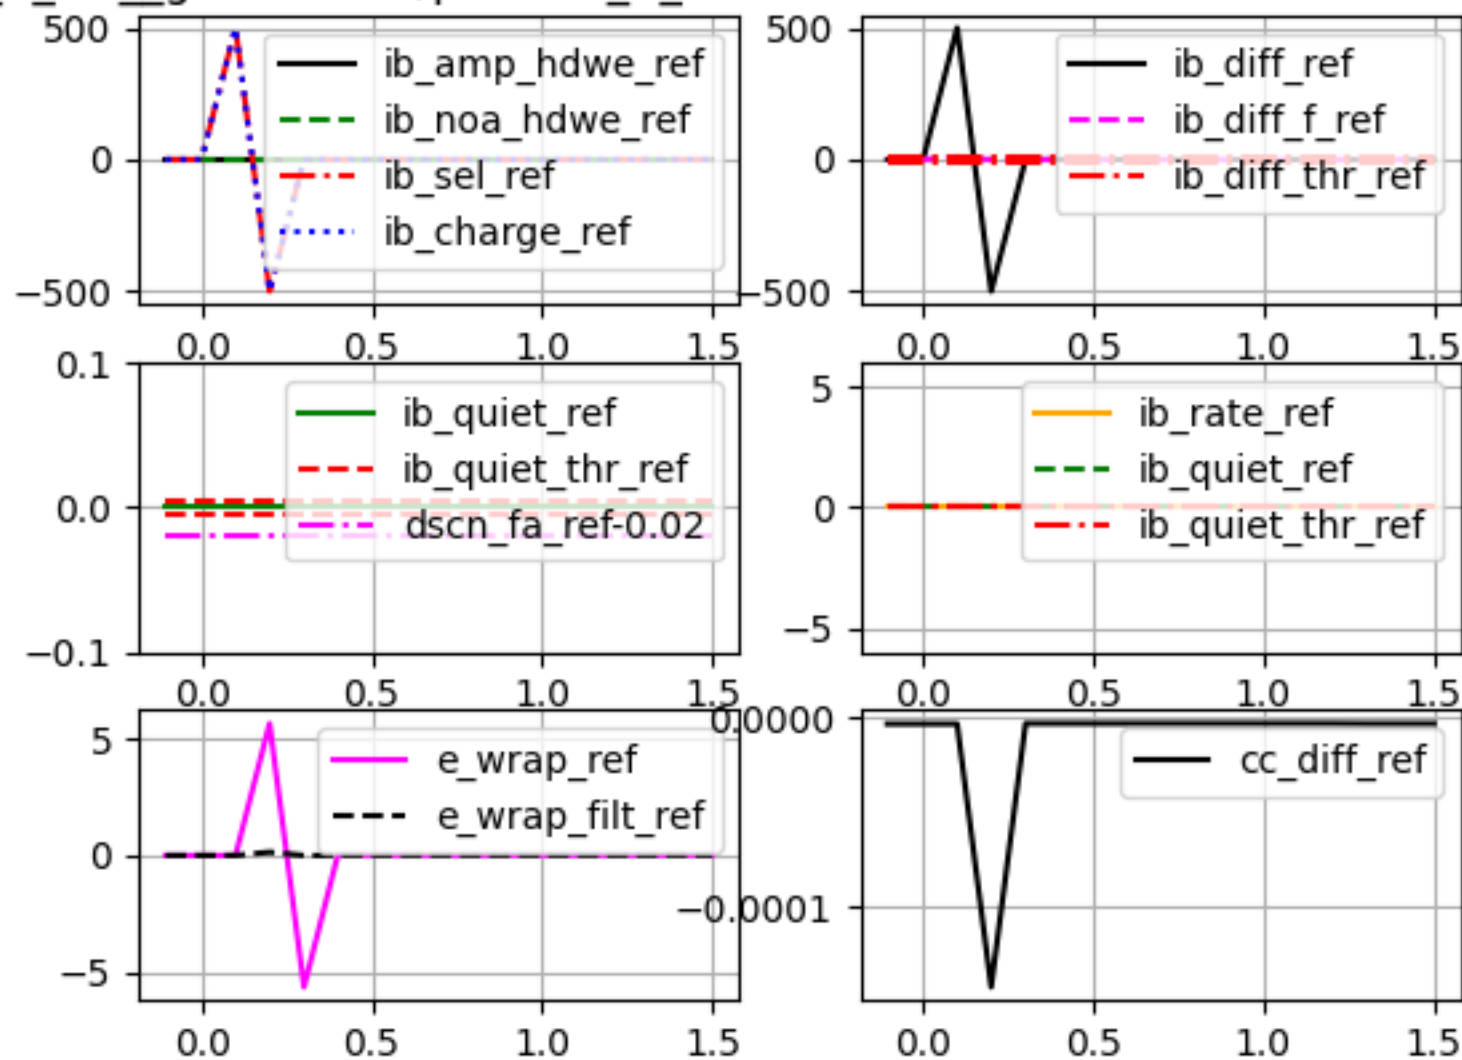 500
0
−500
ib_amp_hdwe_ref
ib_noa_hdwe_ref
ib_sel_ref
ib_charge_ref
0.0 0.5 1.0 1.5
500
0
−500
ib_diff_ref
ib_diff_f_ref
ib_diff_thr_ref
0.0 0.5 1.0 1.5
0.1
0.0
−0.1
ib_quiet_ref
ib_quiet_thr_ref
dscn_fa_ref-0.02
0.0 0.5 1.0 1.5
5
0
−5
ib_rate_ref
ib_quiet_ref
ib_quiet_thr_ref
0.0 0.5 1.0 1.5
5
0
−5
e_wrap_ref
e_wrap_filt_ref
0.0 0.5 1.0 1.5
0.0000
−0.0001
cc_diff_ref
0.0 0.5 1.0 1.5